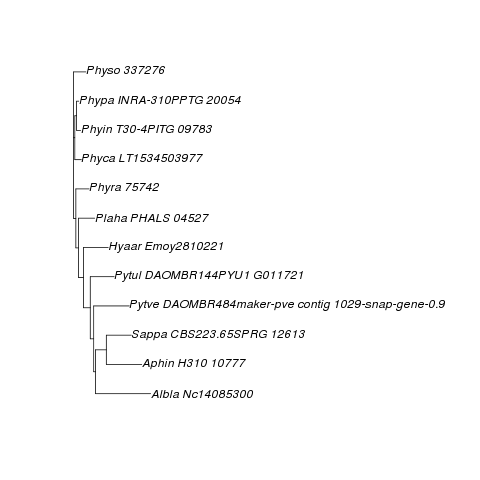 Physo 337276
Phypa INRA-310PPTG 20054
Phyin T30-4PITG 09783
Phyca LT1534503977
Phyra 75742
Plaha PHALS 04527
Hyaar Emoy2810221
Pytul DAOMBR144PYU1 G011721
Pytve DAOMBR484maker-pve contig 1029-snap-gene-0.9
Sappa CBS223.65SPRG 12613
Aphin H310 10777
Albla Nc14085300